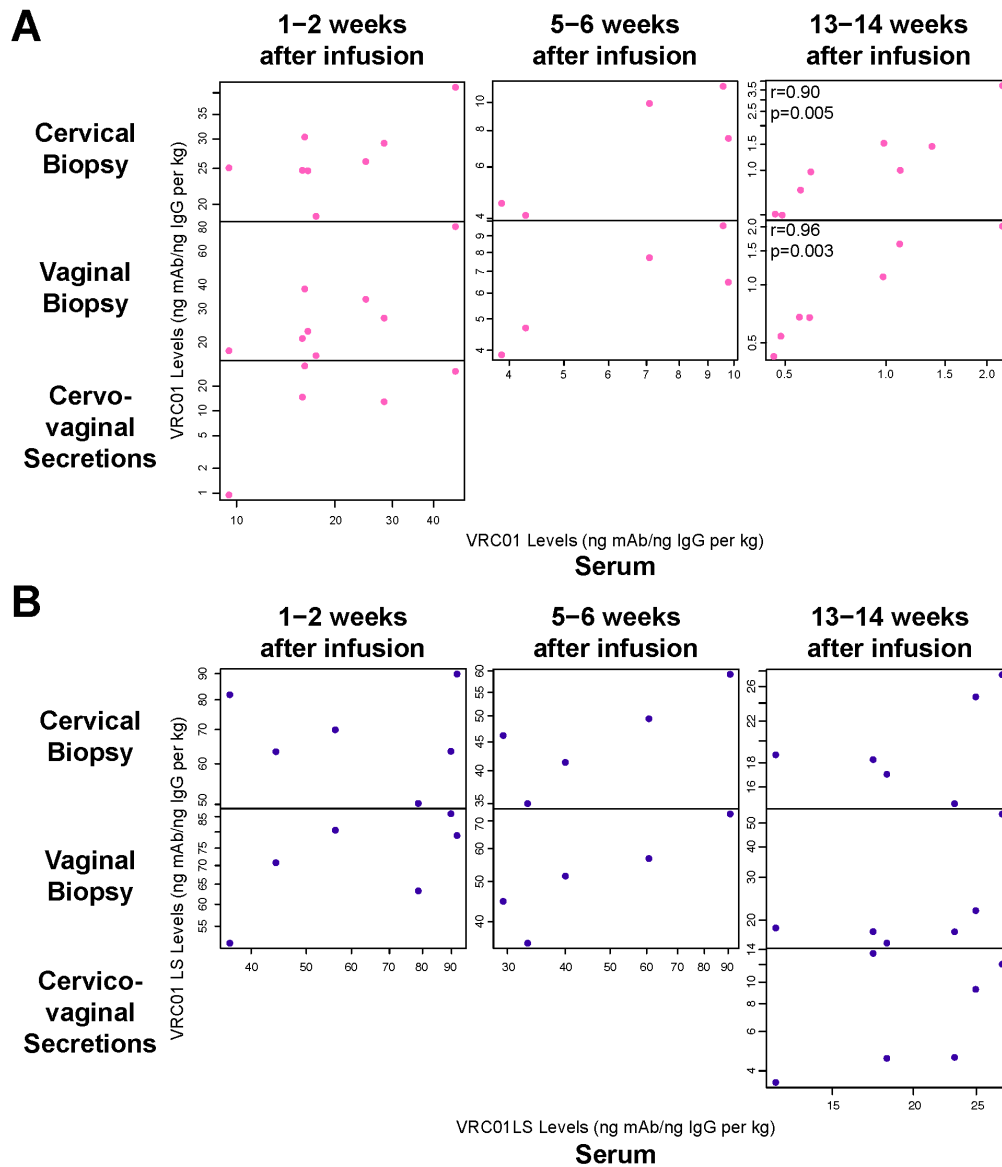 A
1−2 weeks
after infusion
5−6 weeks
after infusion
13−14 weeks
after infusion
Cervical
Biopsy
Vaginal
Biopsy
Cervo-
vaginal
Secretions
VRC01 Levels (ng mAb/ng IgG per kg)
35
30
25
20
80
60
40
30
20
20
10
5
2
1
10
20
30
40
10
8
6
4
9
8
7
6
5
4
4
5
6
7
8
9
10
r=0.90
p=0.005
3.5
2.5
1.5
1.0
r=0.96
p=0.003
2.0
1.5
1.0
0.5
0.5
1.0
1.5
2.0
VRC01 Levels (ng mAb/ng IgG per kg)
Serum
B
1−2 weeks
after infusion
5−6 weeks
after infusion
13−14 weeks
after infusion
Cervical
Biopsy
Vaginal
Biopsy
Cervico-
vaginal
Secretions
VRC01 LS Levels (ng mAb/ng IgG per kg)
90
80
70
60
50
85
75
70
65
60
55
40
50
60
70
80
90
60
55
50
45
40
35
70
60
50
40
30
40
50
60
70
80
90
26
22
18
16
50
40
30
20
14
10
8
6
4
15
20
25
VRC01LS Levels (ng mAb/ng IgG per kg)
Serum